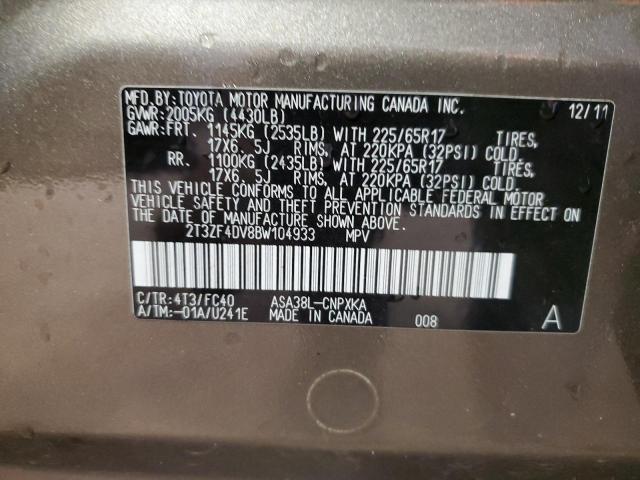 MFD.BY:TOYOTA MOTOR MANUFACTURING CANADA INC. 12/11
GVWR:2005KG (4430LB)
GAWR:FRT. 1145KG (2535LB) WITH 225/65R17 TIRES,
17X6 5J RIMS, AT 220KPA (32PSI) COLD.
RR. 1100KG (2435LB) WITH 225/65R17 TIRES,
17X6 5J RIMS, AT 220KPA (32PSI) COLD.
THIS VEHICLE CONFORMS TO ALL APPLICABLE FEDERAL MOTOR
VEHICLE SAFETY AND THEFT PREVENTION STANDARDS IN EFFECT ON
THE DATE OF MANUFACTURE SHOWN ABOVE.
2T3ZF4DV8BW104933 MPV
C/TR:4T3/FC40 ASA38L-CNPXKA
A/TM:-01A/U241E MADE IN CANADA 008 A